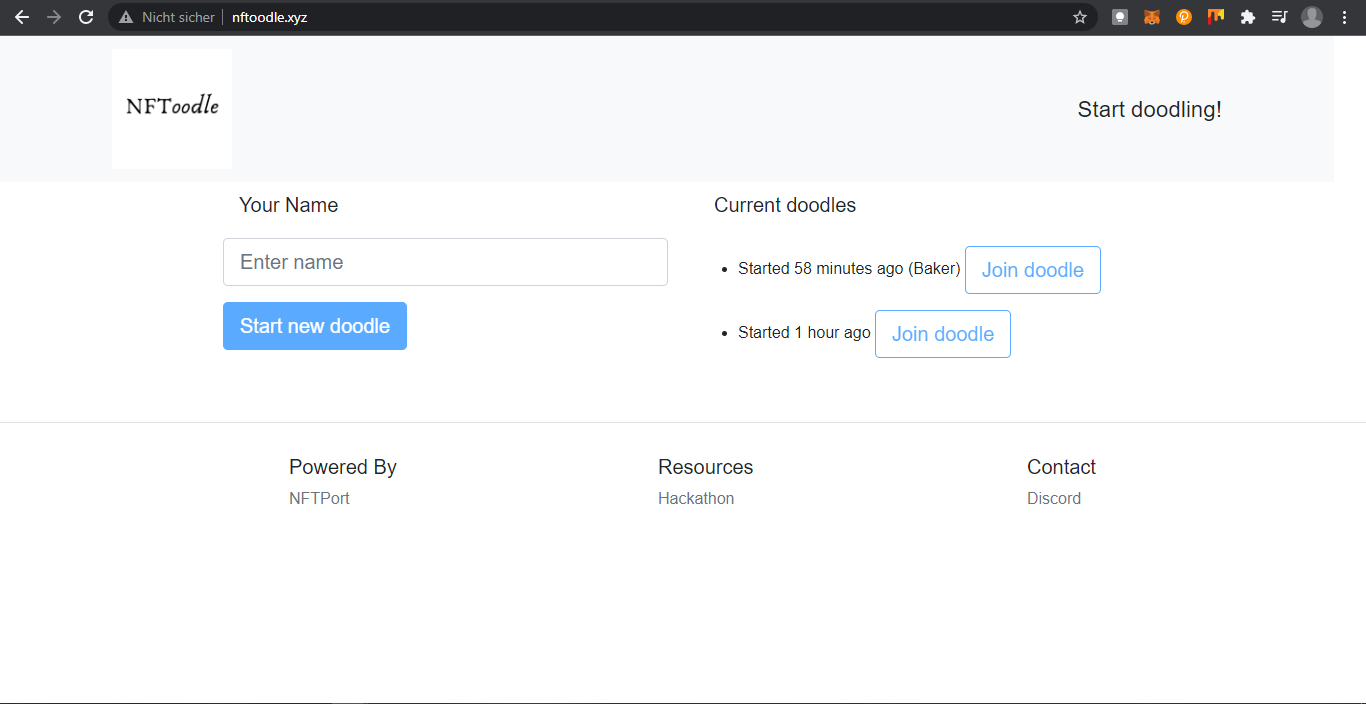 Nicht sicher nftoodle.xyz
NFToodle
Start doodling!
Your Name
Enter name
Start new doodle
Current doodles
Started 58 minutes ago (Baker) Join doodle
Started 1 hour ago Join doodle
Powered By
NFTPort
Resources
Hackathon
Contact
Discord